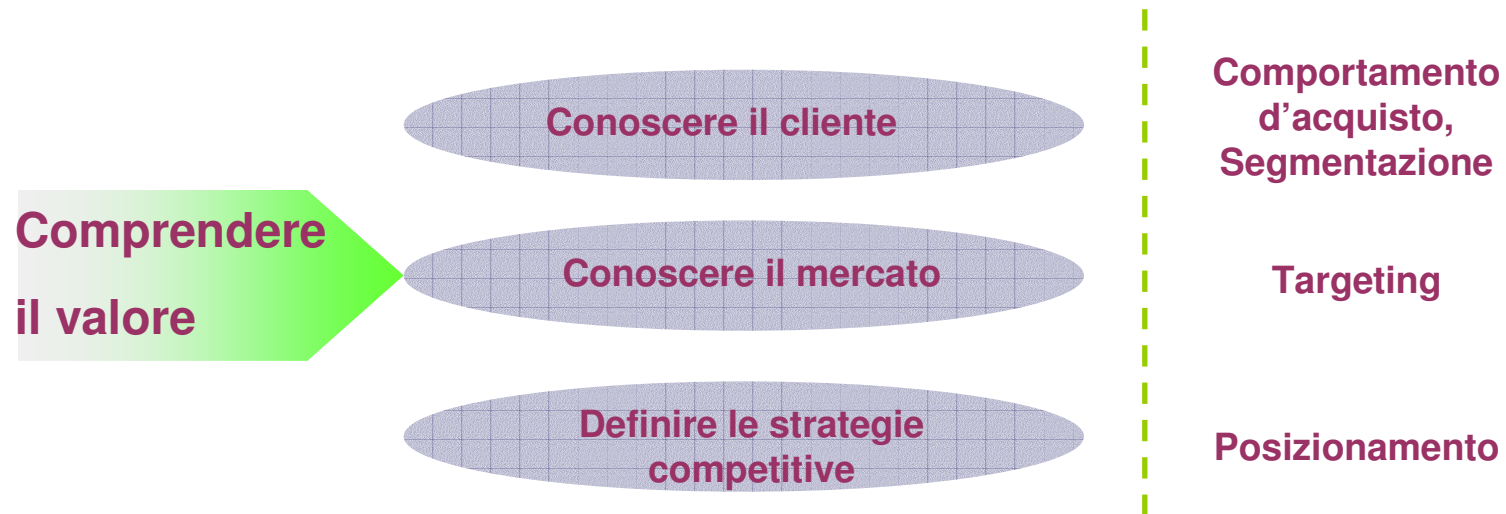 Comprendere
il valore
Conoscere il cliente
Comportamento
d'acquisto,
Segmentazione
Conoscere il mercato
Targeting
Definire le strategie
competitive
Posizionamento